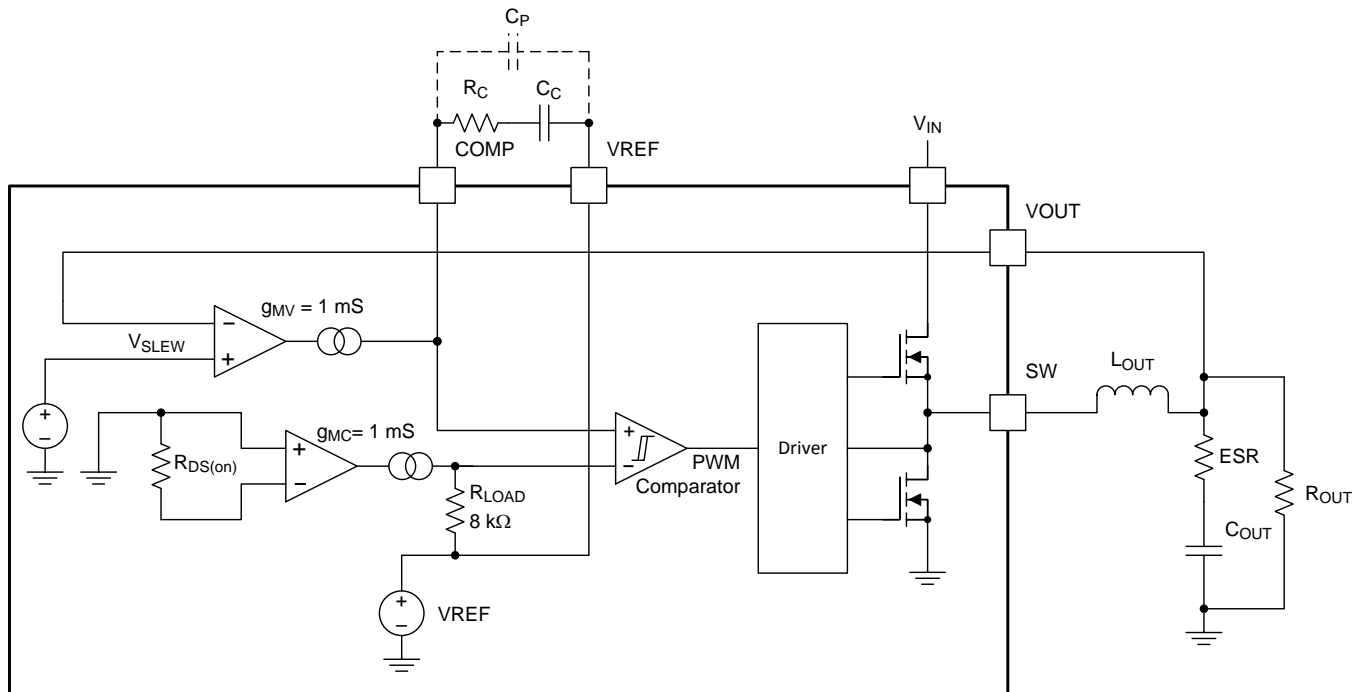 CP
RC
CC
COMP
VREF
VIN
VOUT
gMV = 1 mS
VSLEW
−
+
SW
LOUT
+
−
gMC= 1 mS
+
−
RDS(on)
+
−
PWM
Comparator
Driver
RLOAD
8 kΩ
ESR
ROUT
COUT
+
−
VREF